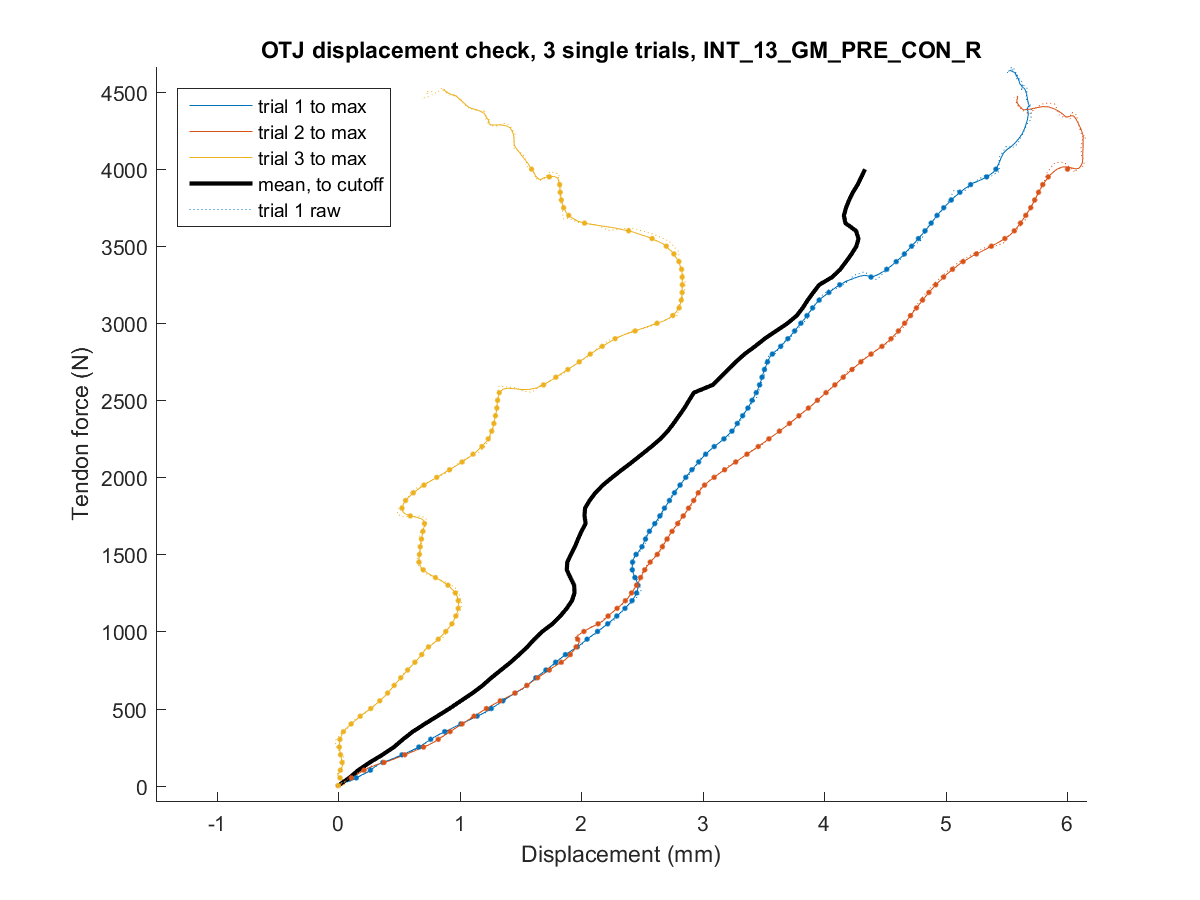 OTJ displacement check, 3 single trials, INT_13_GM_PRE_CON_R
trial 1 to max
trial 2 to max
trial 3 to max
mean, to cutoff
trial 1 raw
4500
4000
3500
3000
2500
2000
1500
1000
500
0
Tendon force (N)
-1
0
1
2
3
4
5
6
Displacement (mm)